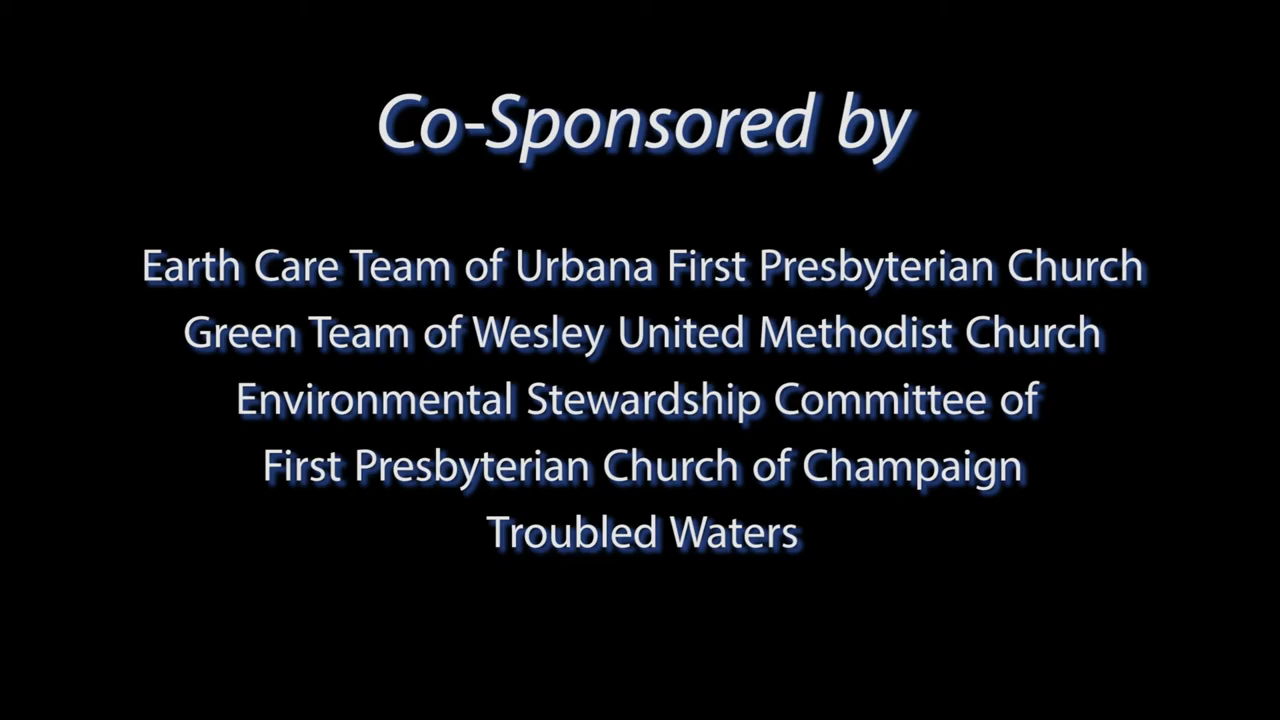 Co-Sponsored by
Earth Care Team of Urbana First Presbyterian Church
Green Team of Wesley United Methodist Church
Environmental Stewardship Committee of
First Presbyterian Church of Champaign
Troubled Waters